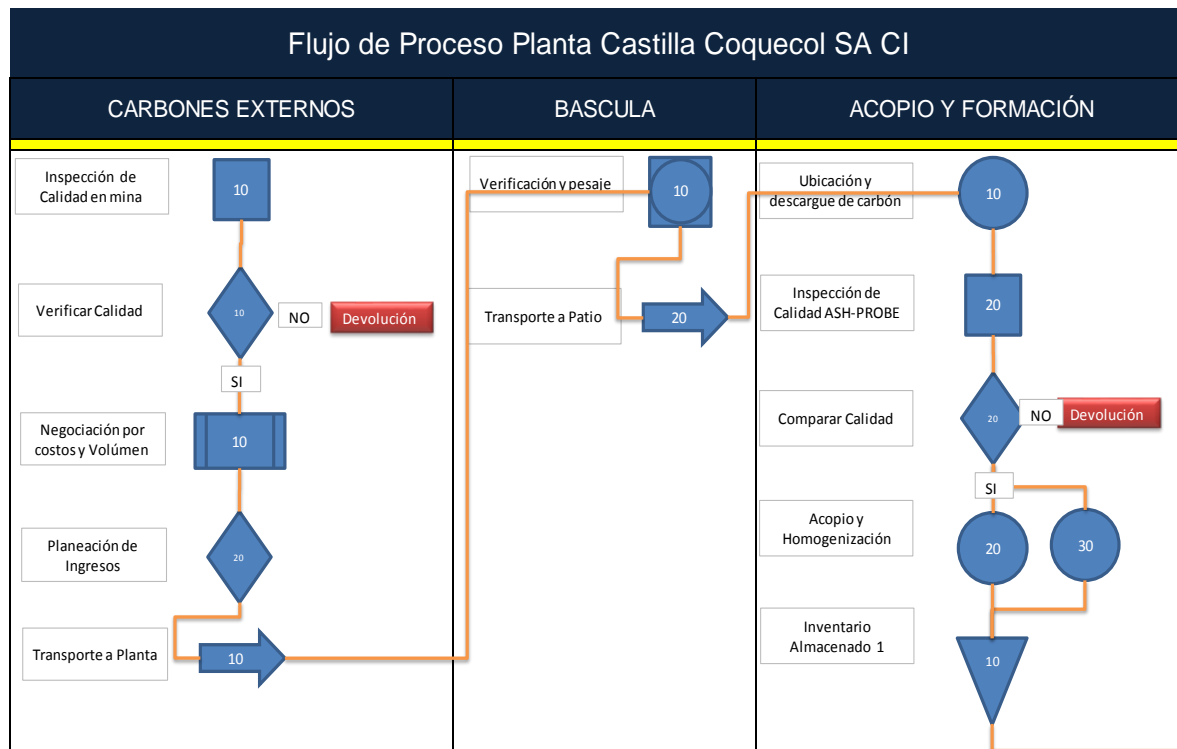 Flujo de Proceso Planta Castilla Coquecol SA CI
CARBONES EXTERNOS
BASCULA
ACOPIO Y FORMACIÓN
Inspección de
Calidad en mina
10
Verificar Calidad
10
NO
Devolución
SI
Negociación por
costos y Volúmen
10
Planeación de
Ingresos
20
Transporte a Planta
10
Verificación y pesaje
10
Transporte a Patio
20
Ubicación y
descargue de carbón
10
Inspección de
Calidad ASH-PROBE
20
Comparar Calidad
20
NO
Devolución
SI
Acopio y
Homogenización
20
30
Inventario
Almacenado 1
10